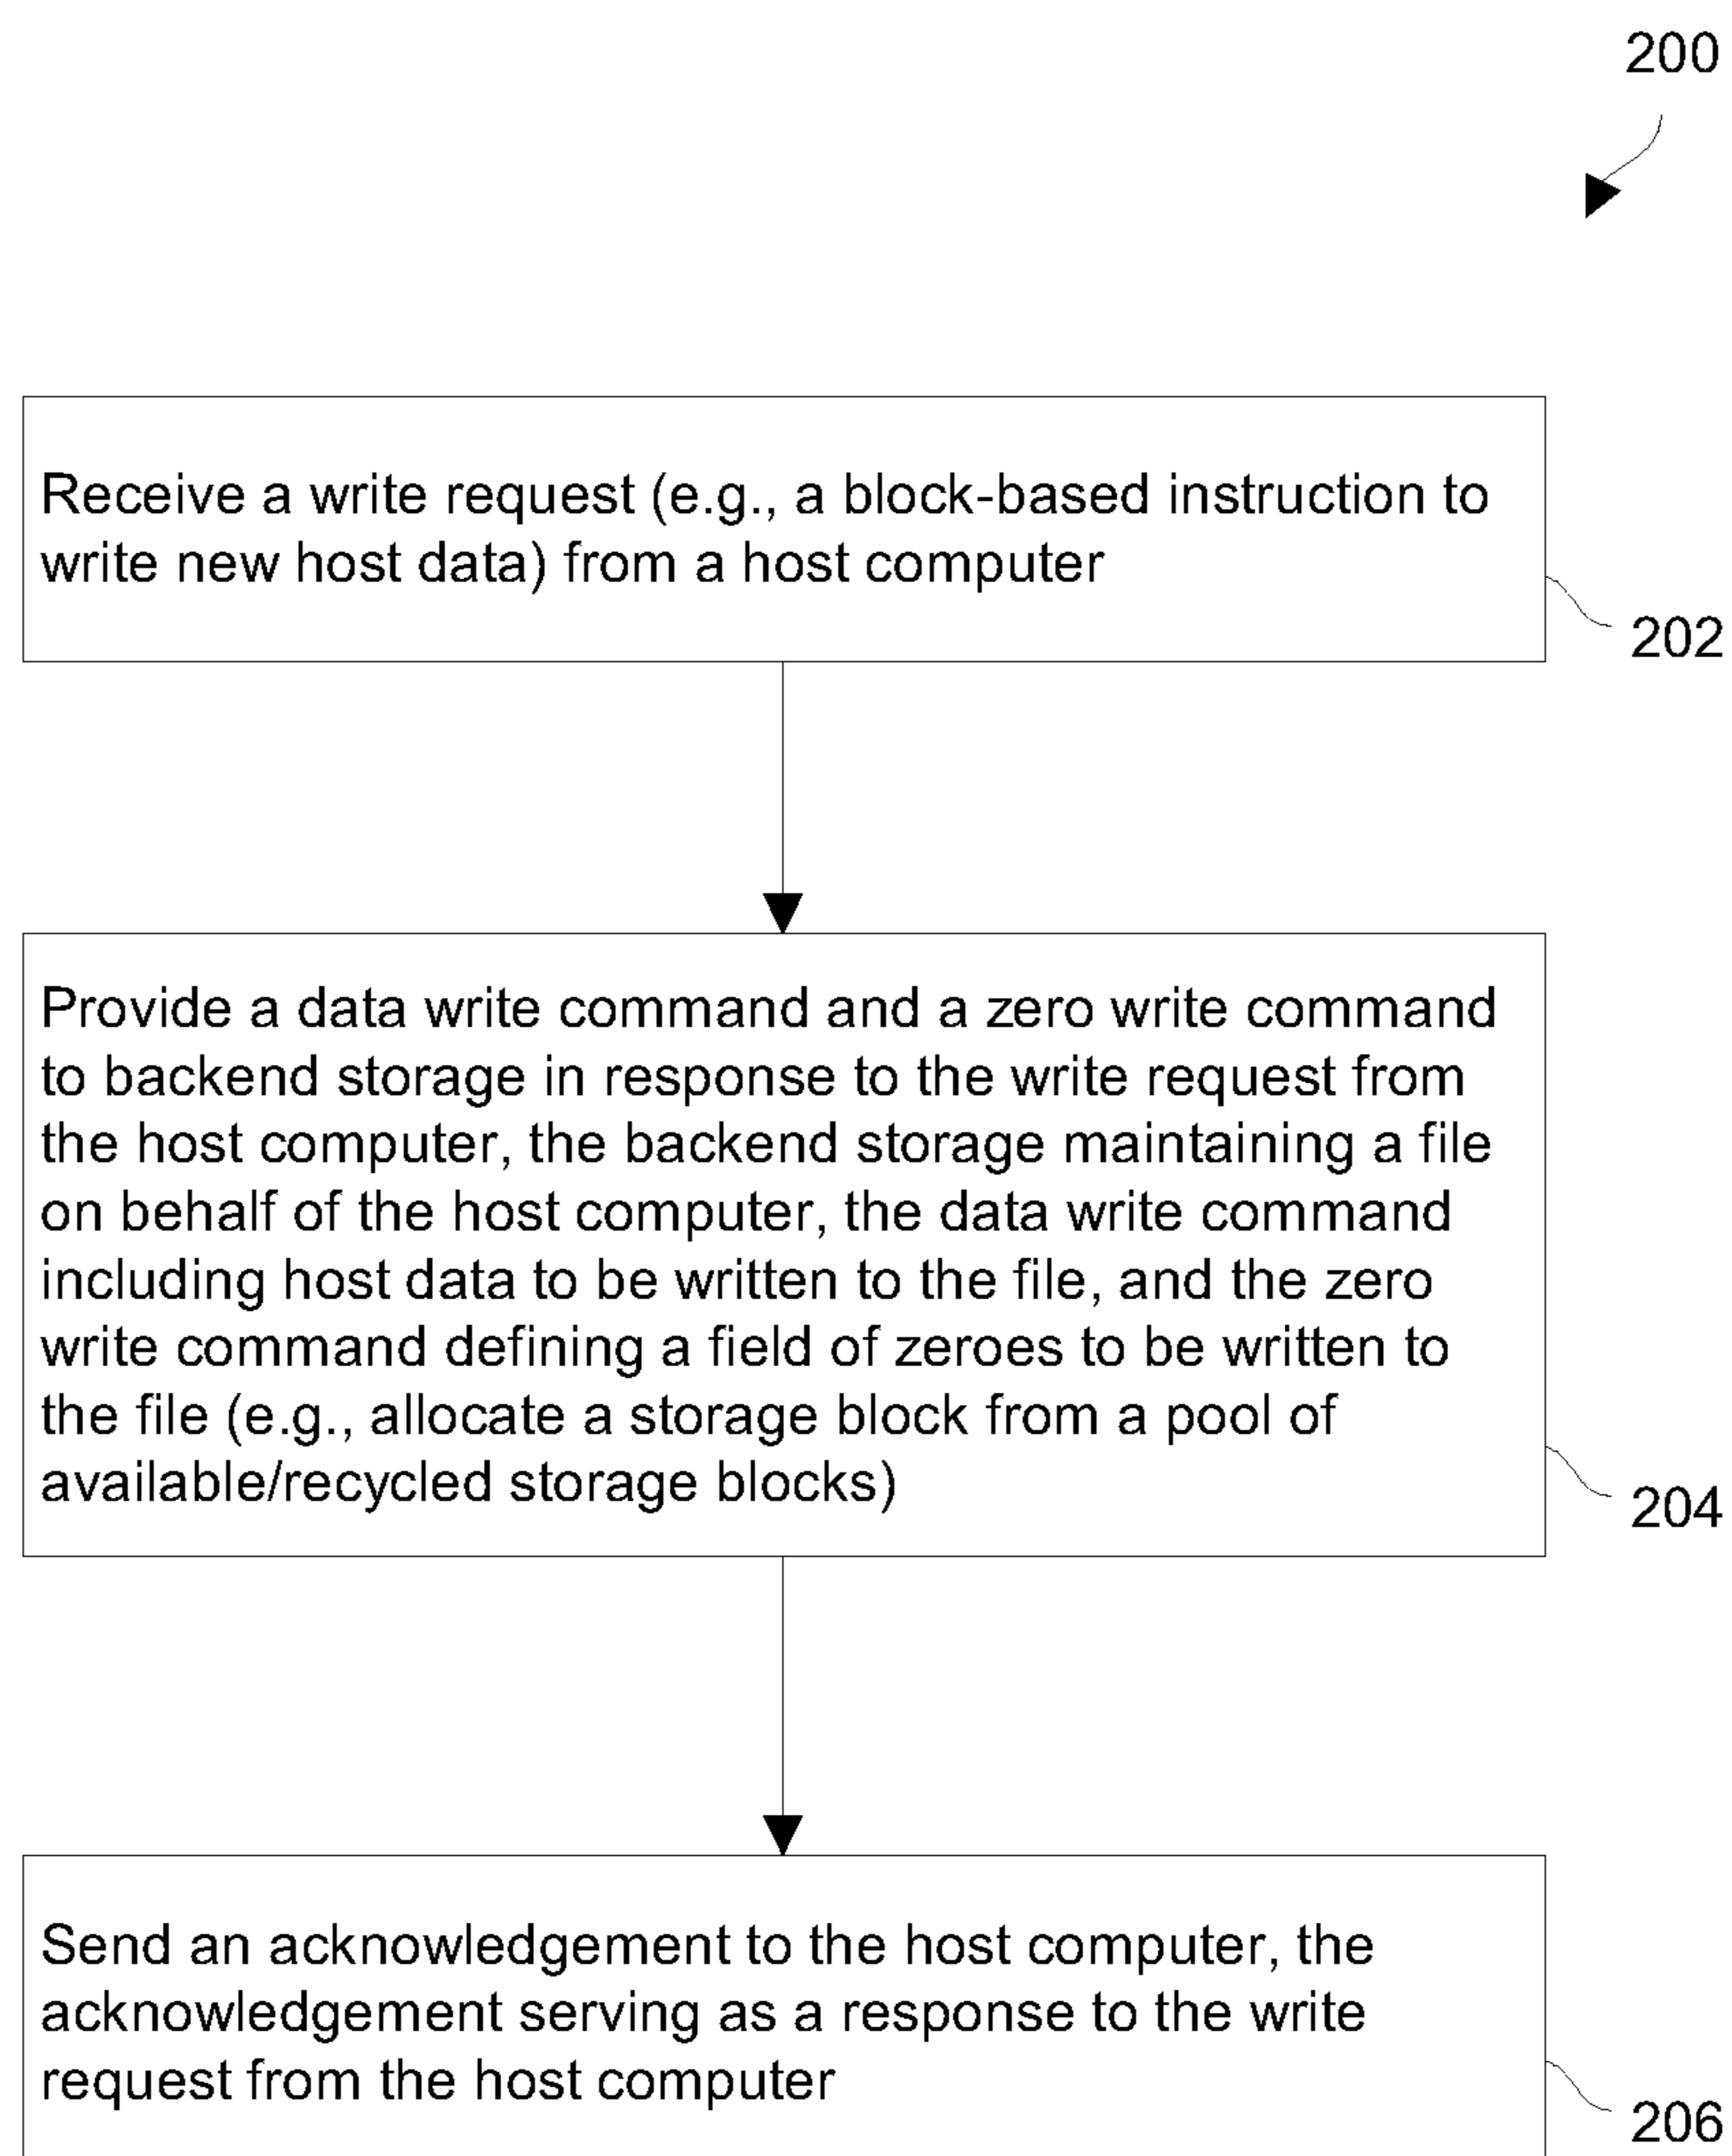 200
Receive a write request (e.g., a block-based instruction to
write new host data) from a host computer
202
Provide a data write command and a zero write command
to backend storage in response to the write request from
the host computer, the backend storage maintaining a file
on behalf of the host computer, the data write command
including host data to be written to the file, and the zero
write command defining a field of zeroes to be written to
the file (e.g., allocate a storage block from a pool of
available/recycled storage blocks)
204
Send an acknowledgement to the host computer, the
acknowledgement serving as a response to the write
request from the host computer
206